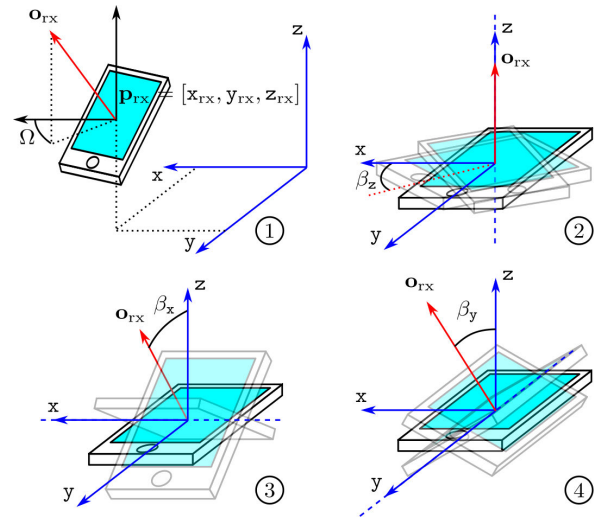 o_rx
z
p_rx = [x_rx, y_rx, z_rx]
Ω
x
y
1
z
o_rx
x
β_z
y
2
z
β_x
o_rx
x
y
3
z
o_rx
β_y
x
y
4